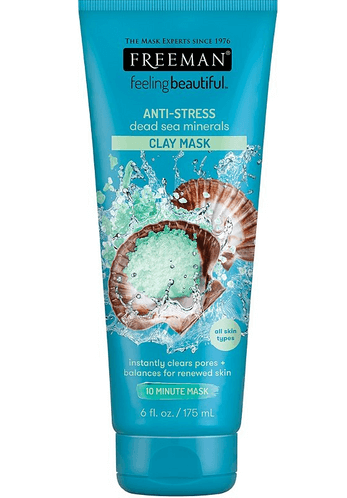 THE MASK EXPERTS SINCE 1976
FREEMAN®
feeling beautiful™
ANTI-STRESS
dead sea minerals
CLAY MASK
all skin
types
instantly clears pores +
balances for renewed skin
10 MINUTE MASK
6 fl. oz. / 175 mL